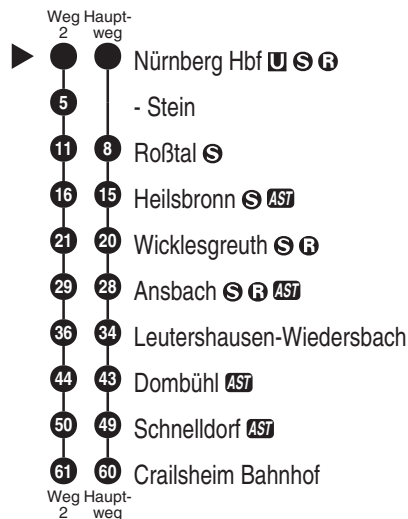 Weg Haupt-
2 weg
Nürnberg Hbf U S R
5 - Stein
11 8 Roßtal S
16 15 Heilsbronn S AST
21 20 Wicklesgreuth S R
29 28 Ansbach S R AST
36 34 Leutershausen-Wiedersbach
44 43 Dombühl AST
50 49 Schnelldorf AST
61 60 Crailsheim Bahnhof
Weg Haupt-
2 weg